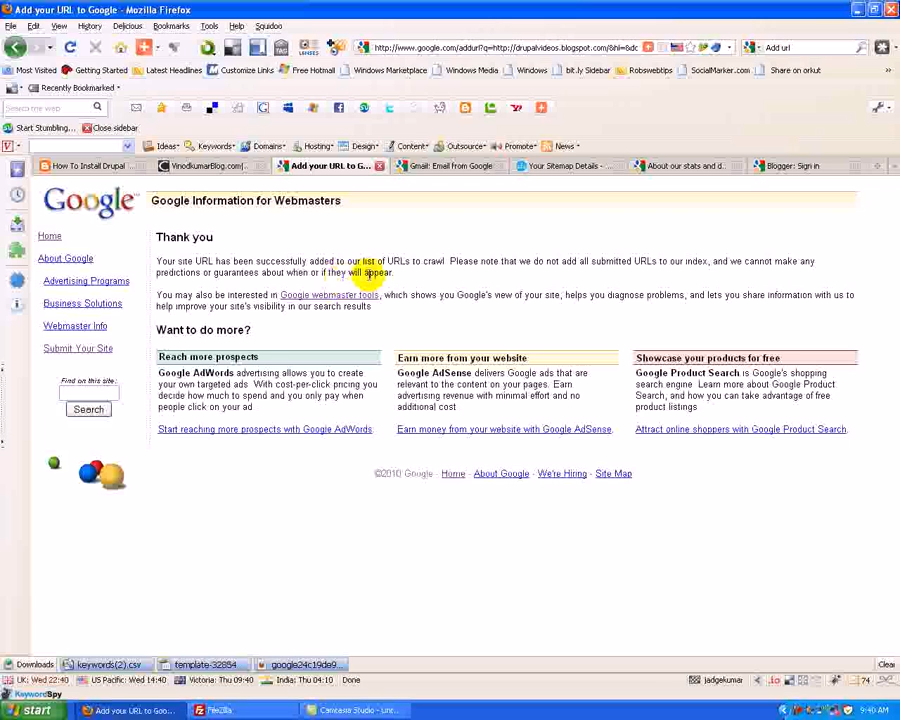 Add your URL to Google - Mozilla Firefox
File Edit View History Delicious Bookmarks Tools Help Squidoo
http://www.google.com/addurl?q=http://drupalvideos.blogspot.com/&hl=&dc
Add url
Most Visited Getting Started Latest Headlines Customize Links Free Hotmail Windows Marketplace Windows Media Windows bit.ly Sidebar Robswebtips SocialMarker.com Share on orkut
Recently Bookmarked
Search the web
Start Stumbling... Close sidebar
Ideas Keywords Domains Hosting Design Content Outsource Promote News
How To Install Drupal VinodkumarBlog.com Add your URL to G... Gmail: Email from Google Your Sitemap Details - About our stats and d... Blogger: Sign in
Google
Google Information for Webmasters
Home
About Google
Advertising Programs
Business Solutions
Webmaster Info
Submit Your Site
Find on this site:
Search
Thank you
Your site URL has been successfully added to our list of URLs to crawl Please note that we do not add all submitted URLs to our index, and we cannot make any
predictions or guarantees about when or if they will appear.
You may also be interested in Google webmaster tools, which shows you Google's view of your site, helps you diagnose problems, and lets you share information with us to
help improve your site's visibility in our search results
Want to do more?
Reach more prospects
Google AdWords advertising allows you to create
your own targeted ads With cost-per-click pricing you
decide how much to spend and you only pay when
people click on your ad
Start reaching more prospects with Google AdWords.
Earn more from your website
Google AdSense delivers Google ads that are
relevant to the content on your pages. Earn
advertising revenue with minimal effort and no
additional cost
Earn money from your website with Google AdSense.
Showcase your products for free
Google Product Search is Google's shopping
search engine Learn more about Google Product
Search, and how you can take advantage of free
product listings
Attract online shoppers with Google Product Search.
©2010 Google - Home - About Google - We're Hiring - Site Map
Downloads keywords(2).csv template-32854 google24c19de9... Clear
UK: Wed 22:40 US Pacific: Wed 14:40 Victoria: Thu 09:40 India: Thu 04:10 Done jadgekumar .io 74
KeywordSpy
start Add your URL to Goo... FileZilla Camtasia Studio - Unt... 9:40 AM